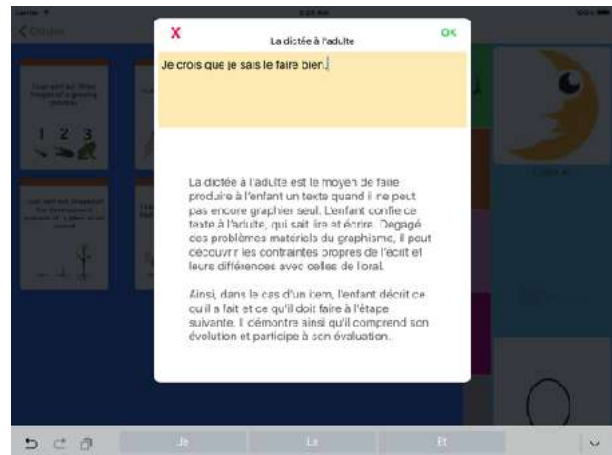 X
La dictée à l'adulte
OK
Je crois que je sais le faire bien.
La dictée à l'adulte est le moyen de faire
produire à l'enfant un texte quand il ne peut
pas encore graphier seul. L'enfant confie ce
texte à l'adulte, qui sait lire et écrire. Dégagé
des problèmes matériels du graphisme, il peut
découvrir les contraintes propres de l'écrit et
leurs différences avec celles de l'oral.
Ainsi, dans le cas d'un item, l'enfant décrit ce
qu'il a fait et ce qu'il doit faire à l'étape
suivante. Il démontre ainsi qu'il comprend son
évolution et participe à son évaluation.
1 2 3
Je
Le
Et